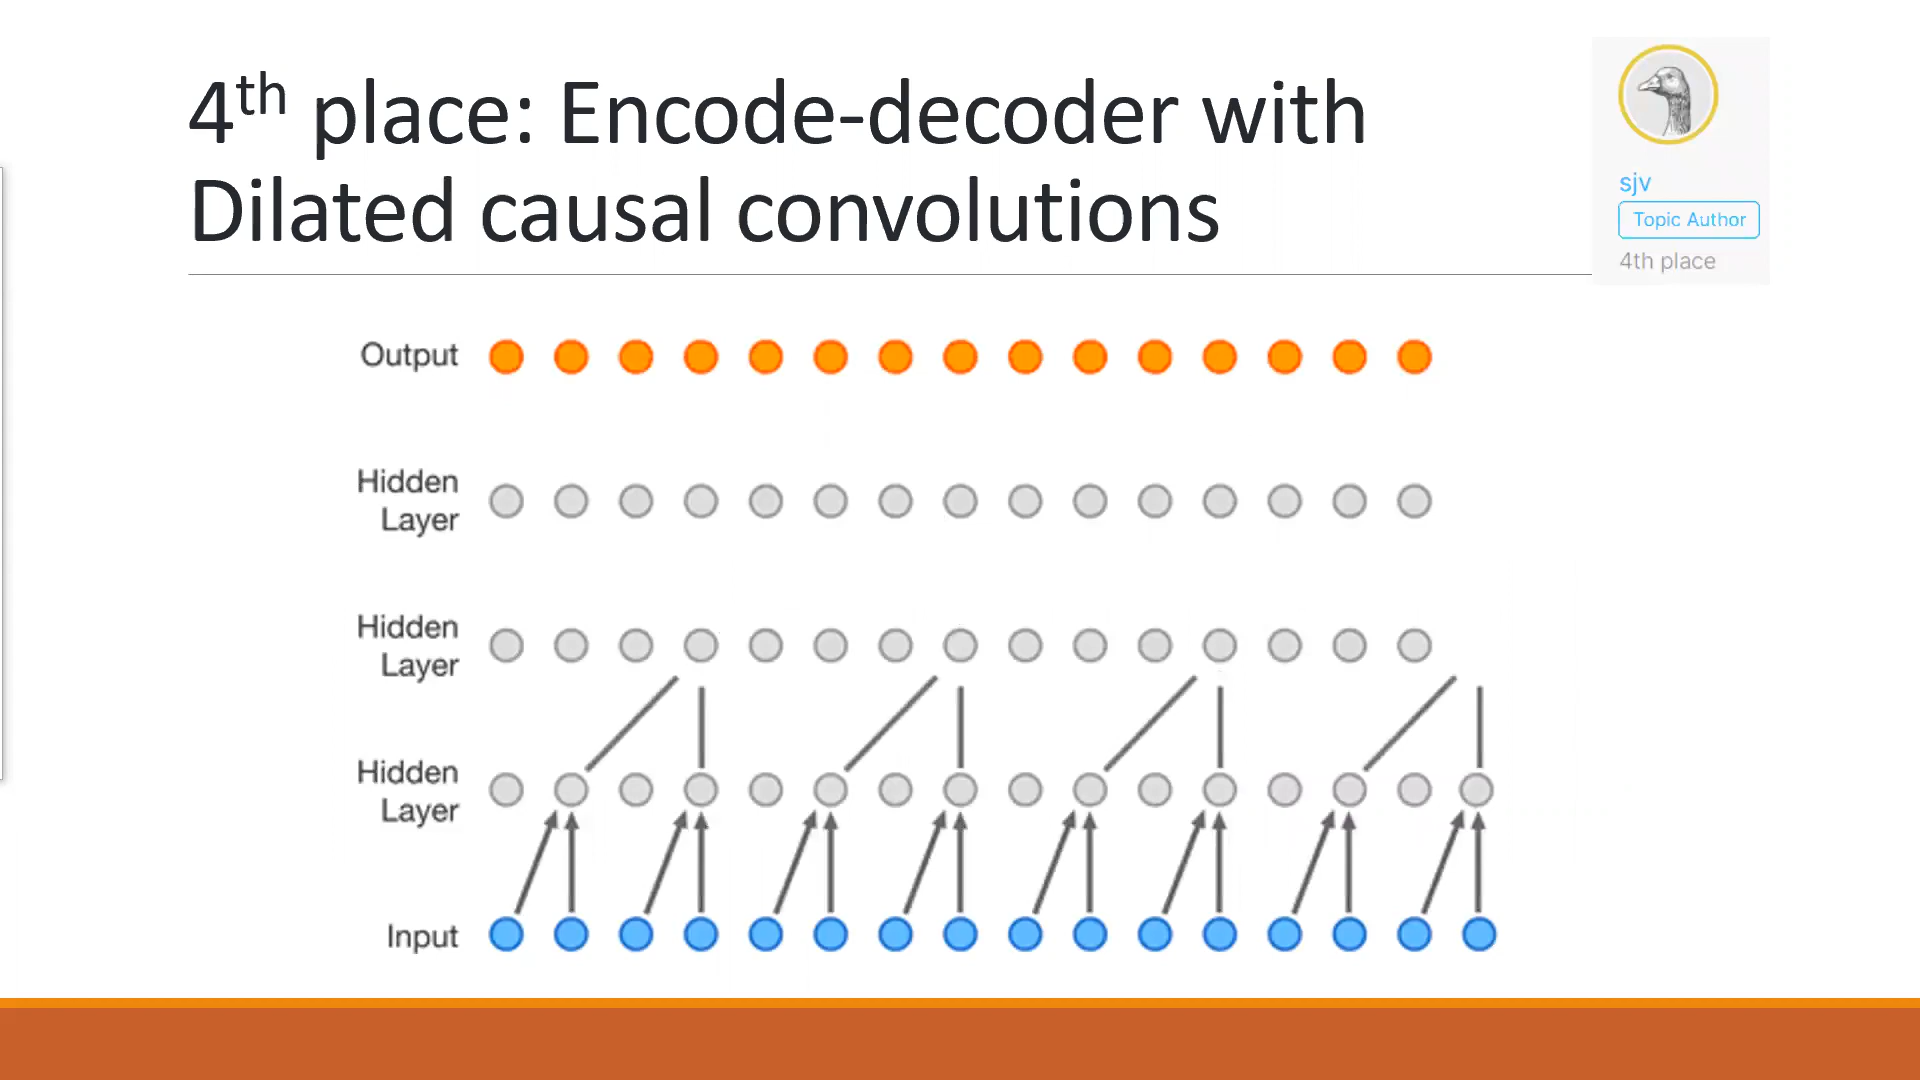 4th place: Encode-decoder with
Dilated causal convolutions
sjv
Topic Author
4th place
Output
Hidden
Layer
Hidden
Layer
Hidden
Layer
Input